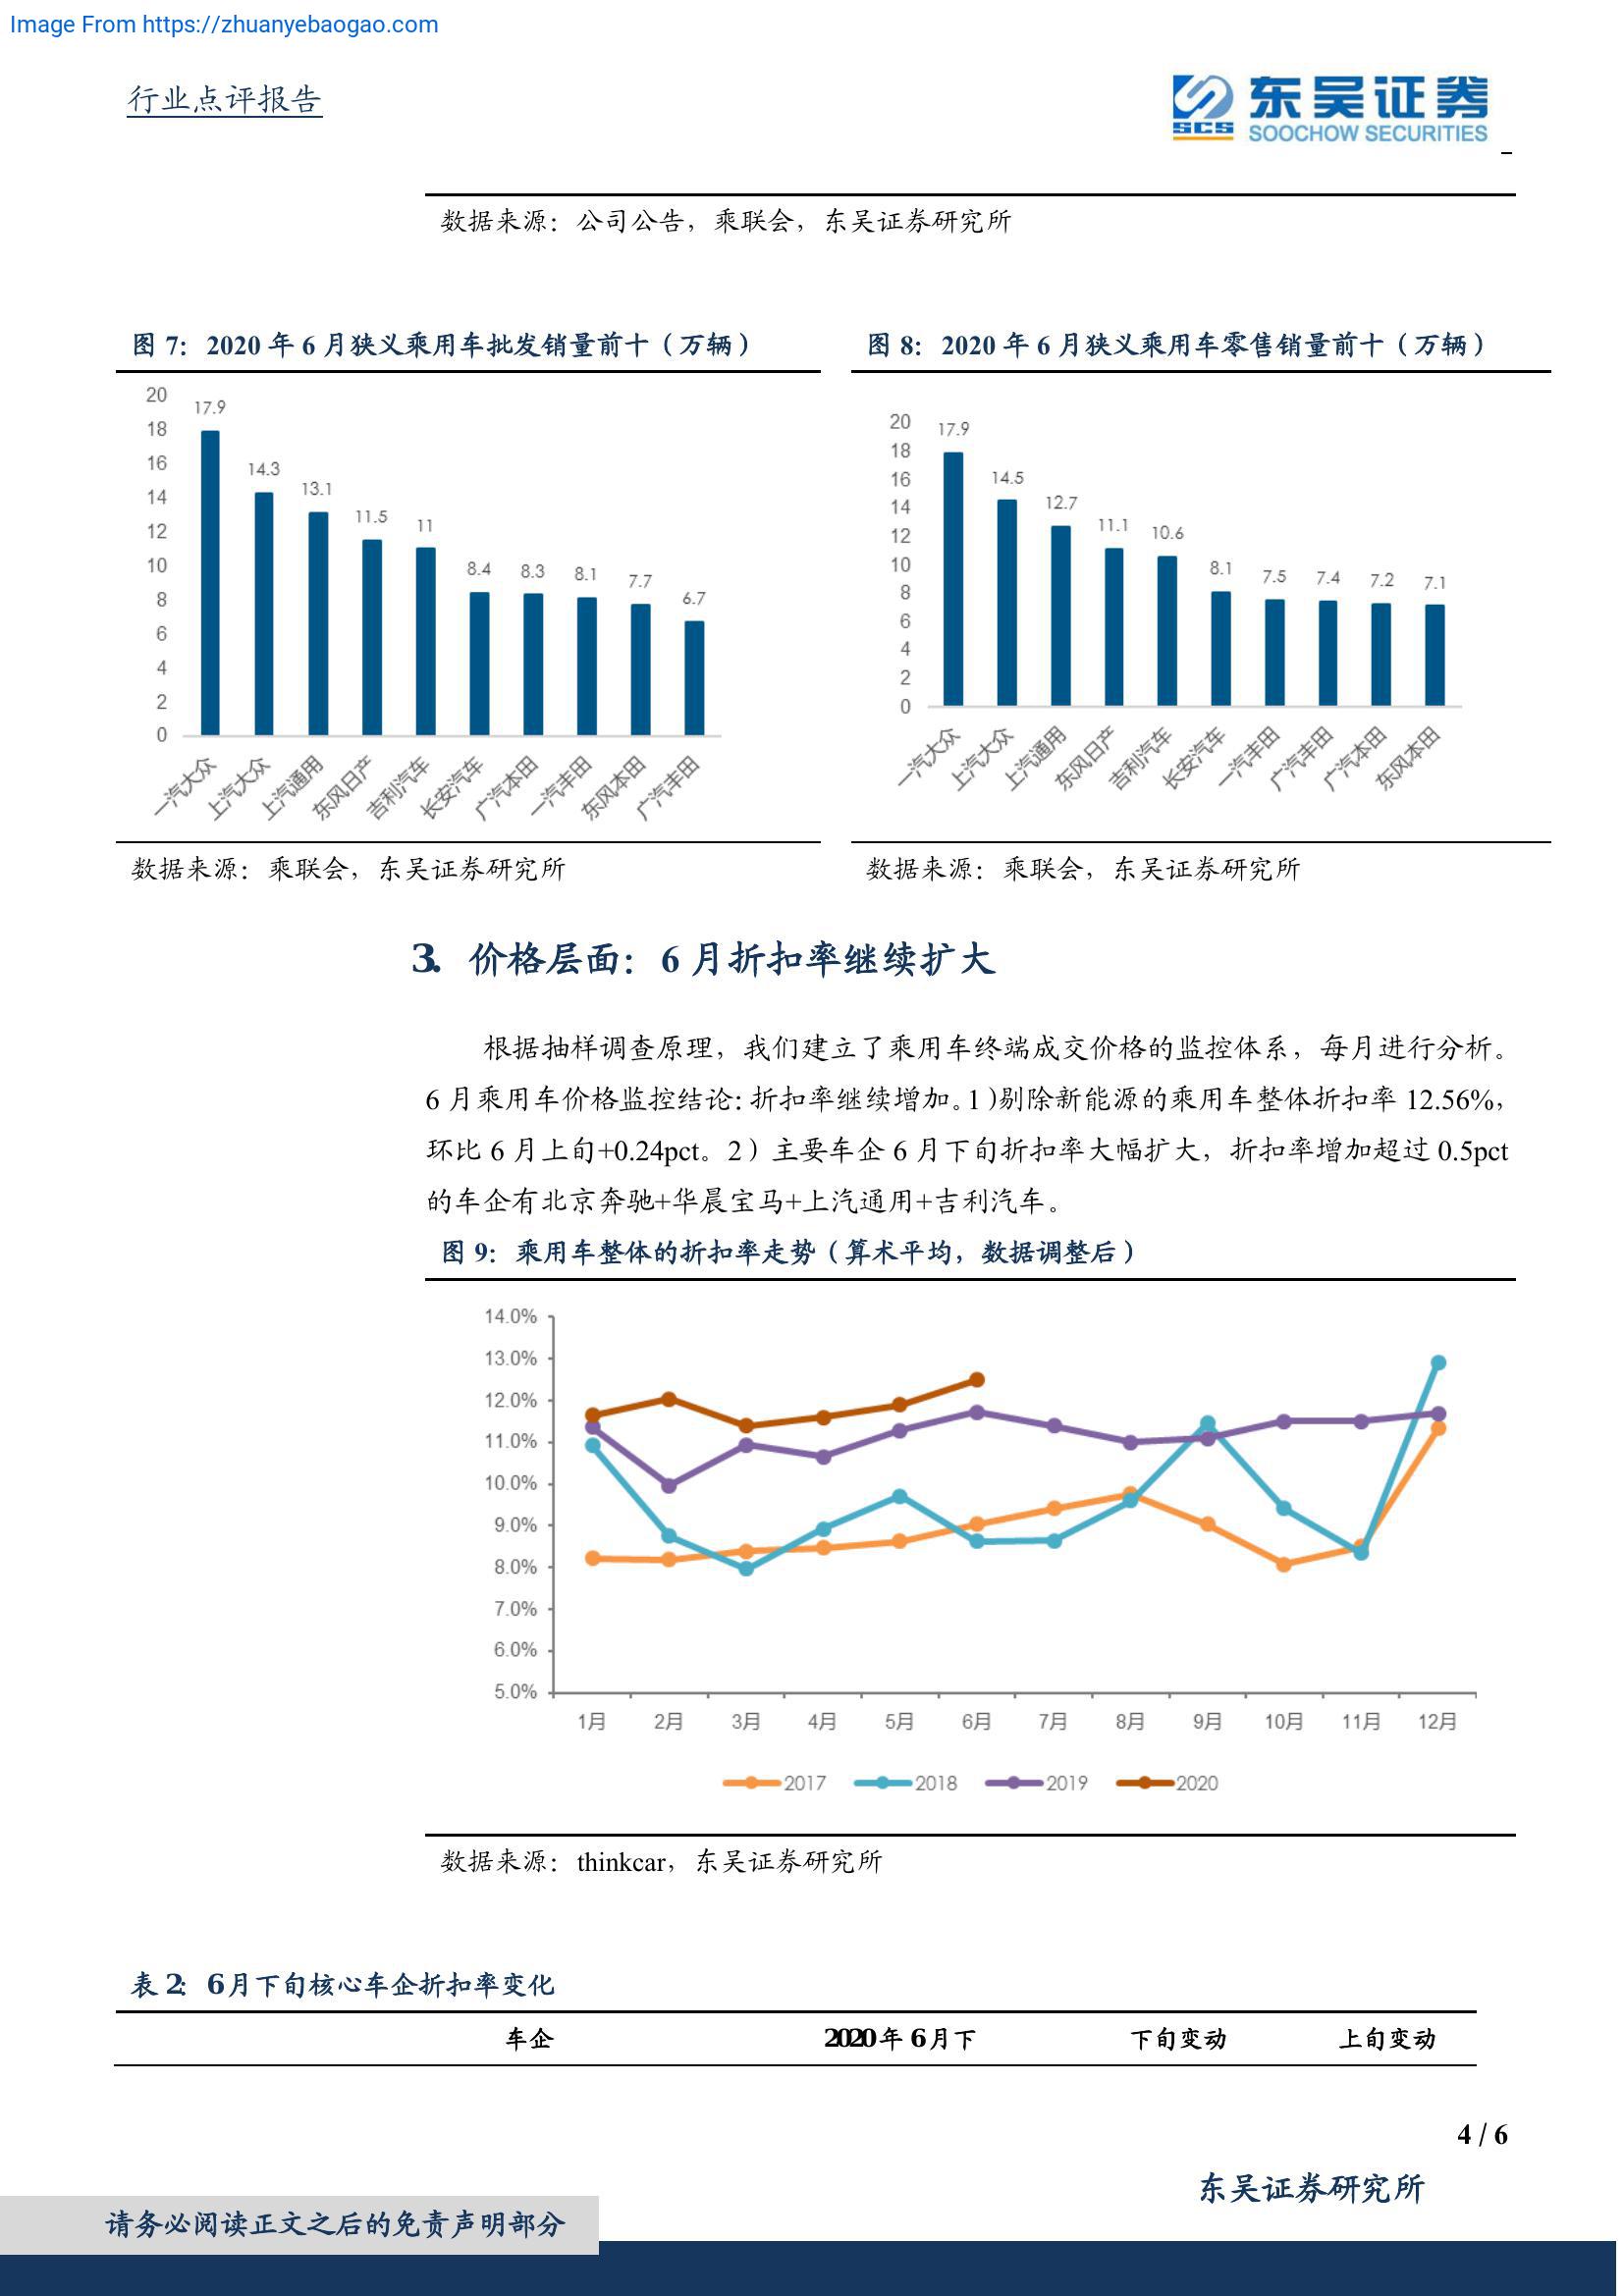 Image From https://zhuanyebaogao.com
行业点评报告
SCS
东吴证券
SOOCHOW SECURITIES
数据来源：公司公告，乘联会，东吴证券研究所
图 7：2020 年 6 月狭义乘用车批发销量前十（万辆）
20
18
16
14
12
10
8
6
4
2
0
17.9
14.3
13.1
11.5
11
8.4
8.3
8.1
7.7
6.7
一汽大众
上汽大众
上汽通用
东风日产
吉利汽车
长安汽车
广汽本田
一汽丰田
东风本田
广汽丰田
数据来源：乘联会，东吴证券研究所
图 8：2020 年 6 月狭义乘用车零售销量前十（万辆）
20
18
16
14
12
10
8
6
4
2
0
17.9
14.5
12.7
11.1
10.6
8.1
7.5
7.4
7.2
7.1
一汽大众
上汽大众
上汽通用
东风日产
吉利汽车
长安汽车
一汽丰田
广汽丰田
广汽本田
东风本田
数据来源：乘联会，东吴证券研究所
3. 价格层面：6 月折扣率继续扩大
根据抽样调查原理，我们建立了乘用车终端成交价格的监控体系，每月进行分析。
6 月乘用车价格监控结论：折扣率继续增加。1）剔除新能源的乘用车整体折扣率 12.56%，
环比 6 月上旬+0.24pct。2）主要车企 6 月下旬折扣率大幅扩大，折扣率增加超过 0.5pct
的车企有北京奔驰+华晨宝马+上汽通用+吉利汽车。
图 9：乘用车整体的折扣率走势（算术平均，数据调整后）
14.0%
13.0%
12.0%
11.0%
10.0%
9.0%
8.0%
7.0%
6.0%
5.0%
1月 2月 3月 4月 5月 6月 7月 8月 9月 10月 11月 12月
2017 2018 2019 2020
数据来源：thinkcar，东吴证券研究所
表 2：6 月下旬核心车企折扣率变化
车企 2020 年 6 月下 下旬变动 上旬变动
4 / 6
东吴证券研究所
请务必阅读正文之后的免责声明部分